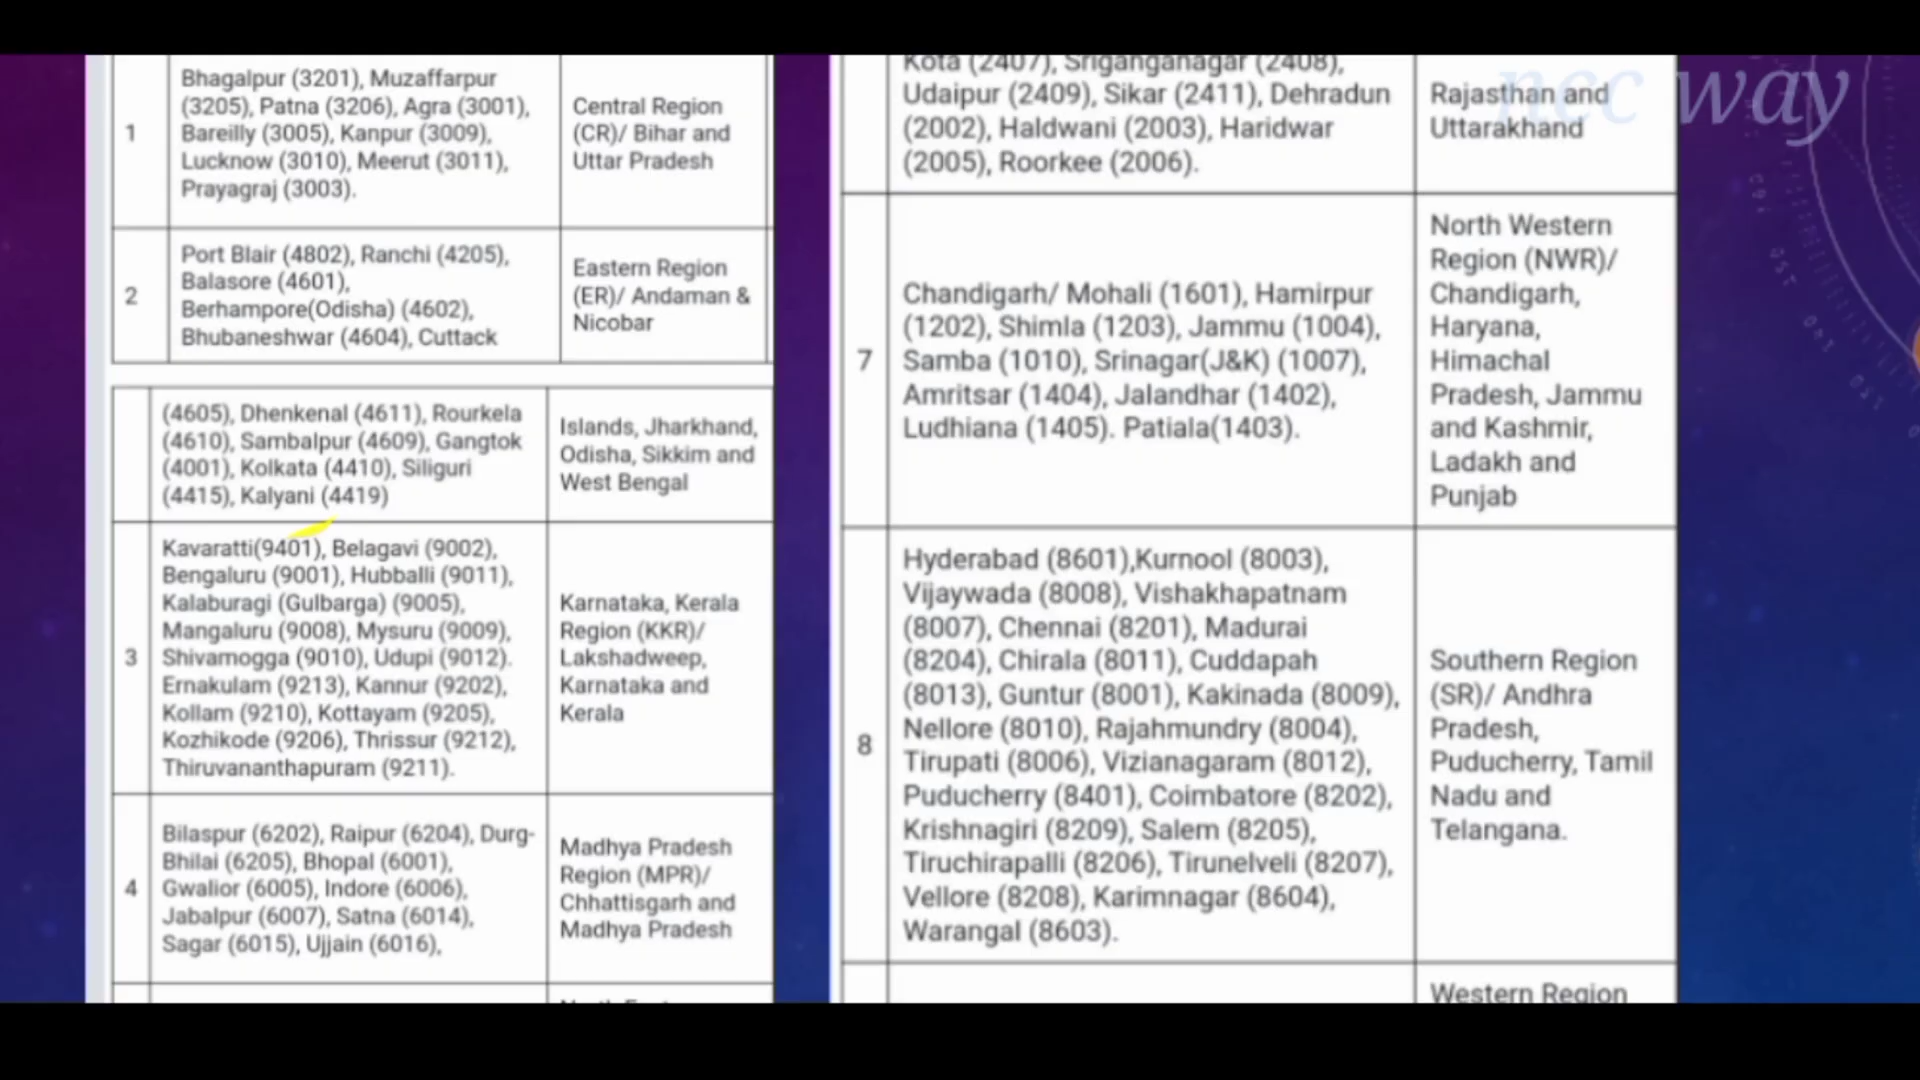 1
Bhagalpur (3201), Muzaffarpur
(3205), Patna (3206), Agra (3001),
Bareilly (3005), Kanpur (3009),
Lucknow (3010), Meerut (3011),
Prayagraj (3003).
Central Region
(CR)/ Bihar and
Uttar Pradesh
2
Port Blair (4802), Ranchi (4205),
Balasore (4601),
Berhampore(Odisha) (4602),
Bhubaneshwar (4604), Cuttack
Eastern Region
(ER)/ Andaman &
Nicobar
(4605), Dhenkenal (4611), Rourkela
(4610), Sambalpur (4609), Gangtok
(4001), Kolkata (4410), Siliguri
(4415), Kalyani (4419)
Islands, Jharkhand,
Odisha, Sikkim and
West Bengal
3
Kavaratti(9401), Belagavi (9002),
Bengaluru (9001), Hubballi (9011),
Kalaburagi (Gulbarga) (9005),
Mangaluru (9008), Mysuru (9009),
Shivamogga (9010), Udupi (9012).
Ernakulam (9213), Kannur (9202),
Kollam (9210), Kottayam (9205),
Kozhikode (9206), Thrissur (9212),
Thiruvananthapuram (9211).
Karnataka, Kerala
Region (KKR)/
Lakshadweep,
Karnataka and
Kerala
4
Bilaspur (6202), Raipur (6204), Durg-
Bhilai (6205), Bhopal (6001),
Gwalior (6005), Indore (6006),
Jabalpur (6007), Satna (6014),
Sagar (6015), Ujjain (6016),
Madhya Pradesh
Region (MPR)/
Chhattisgarh and
Madhya Pradesh
Kota (2407), Sriganganagar (2408),
Udaipur (2409), Sikar (2411), Dehradun
(2002), Haldwani (2003), Haridwar
(2005), Roorkee (2006).
Rajasthan and
Uttarakhand
ncc way
7
Chandigarh/ Mohali (1601), Hamirpur
(1202), Shimla (1203), Jammu (1004),
Samba (1010), Srinagar(J&K) (1007),
Amritsar (1404), Jalandhar (1402),
Ludhiana (1405). Patiala(1403).
North Western
Region (NWR)/
Chandigarh,
Haryana,
Himachal
Pradesh, Jammu
and Kashmir,
Ladakh and
Punjab
8
Hyderabad (8601),Kurnool (8003),
Vijaywada (8008), Vishakhapatnam
(8007), Chennai (8201), Madurai
(8204), Chirala (8011), Cuddapah
(8013), Guntur (8001), Kakinada (8009),
Nellore (8010), Rajahmundry (8004),
Tirupati (8006), Vizianagaram (8012),
Puducherry (8401), Coimbatore (8202),
Krishnagiri (8209), Salem (8205),
Tiruchirapalli (8206), Tirunelveli (8207),
Vellore (8208), Karimnagar (8604),
Warangal (8603).
Southern Region
(SR)/ Andhra
Pradesh,
Puducherry, Tamil
Nadu and
Telangana.
Western Region